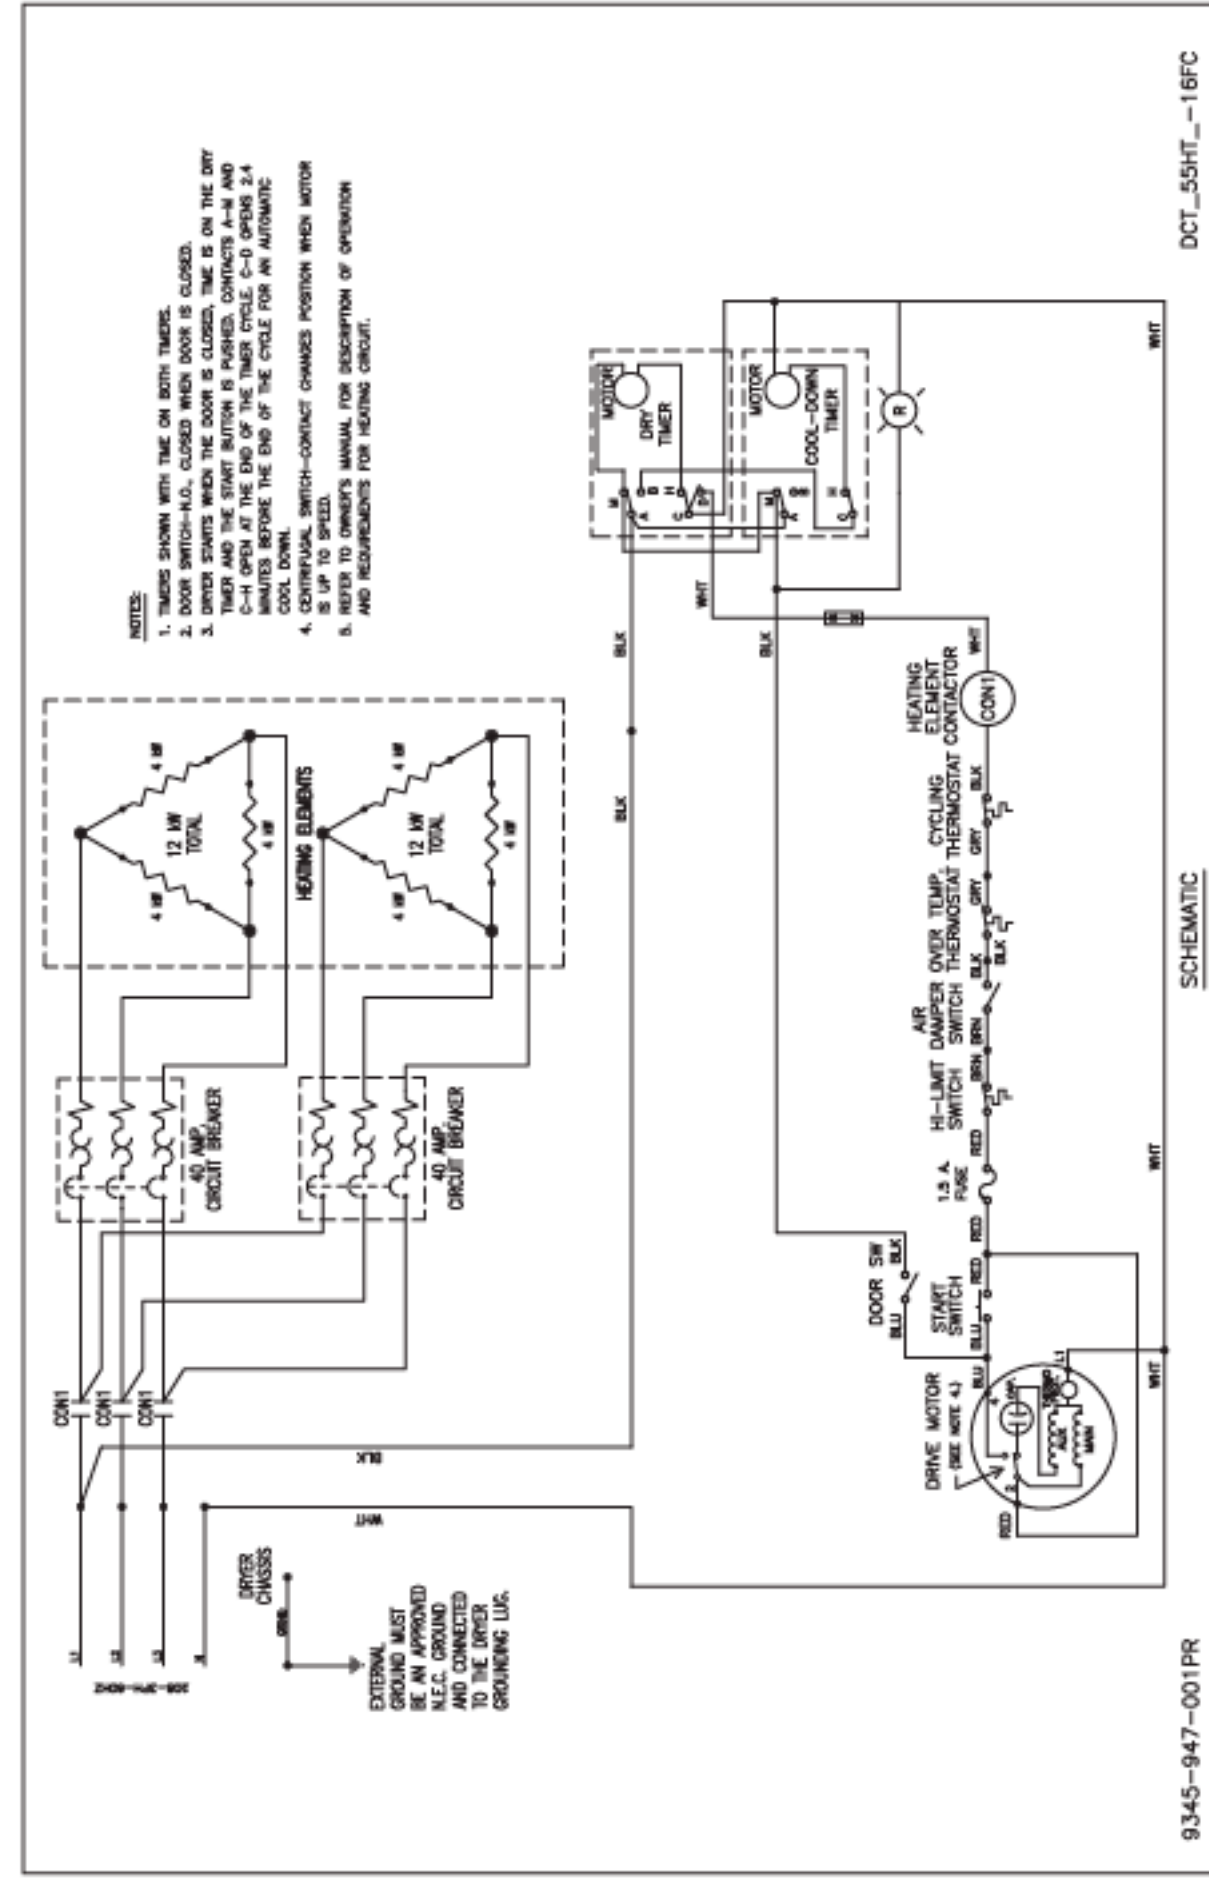 NOTES:
1. TIMERS SHOWN WITH TIME ON BOTH TIMERS.
2. DOOR SWITCH-N.O., CLOSED WHEN DOOR IS CLOSED.
3. DRYER STARTS WHEN THE DOOR IS CLOSED, TIME IS ON THE DRY
TIMER AND THE START BUTTON IS PUSHED. CONTACTS A-M AND
C-H OPEN AT THE END OF THE TIMER CYCLE. C-D OPENS 2.4
MINUTES BEFORE THE END OF THE CYCLE FOR AN AUTOMATIC
COOL DOWN.
4. CENTRIFUGAL SWITCH-CONTACT CHANGES POSITION WHEN MOTOR
IS UP TO SPEED.
5. REFER TO OWNER'S MANUAL FOR DESCRIPTION OF OPERATION
AND REQUIREMENTS FOR HEATING CIRCUIT.
208-3PH-60HZ
L1
L2
L3
N
CON1
CON1
CON1
40 AMP.
CIRCUIT BREAKER
40 AMP.
CIRCUIT BREAKER
4 kW
4 kW
12 kW
TOTAL
4 kW
HEATING ELEMENTS
4 kW
4 kW
12 kW
TOTAL
4 kW
DRYER
CHASSIS
GRN
EXTERNAL
GROUND MUST
BE AN APPROVED
N.E.C. GROUND
AND CONNECTED
TO THE DRYER
GROUNDING LUG.
WHT
BLK
BLK
BLK
MOTOR
DRY
TIMER
M
A
B
H
C
D
MOTOR
COOL-DOWN
TIMER
M
A
B
H
C
R
WHT
BLK
DOOR SW
BLU
BLK
DRIVE MOTOR
(SEE NOTE 4.)
RED
BLU
L1
CAP.
AUX
MAIN
START
SWITCH
BLU
RED
RED
1.5 A.
FUSE
RED
HI-LIMIT
SWITCH
BRN
AIR
DAMPER
SWITCH
BRN
BLK
BLK
OVER TEMP.
THERMOSTAT
GRY
CYCLING
THERMOSTAT
GRY
BLK
HEATING
ELEMENT
CONTACTOR
CON1
WHT
WHT
WHT
WHT
9345-947-001PR
SCHEMATIC
DCT_55HT_-16FC